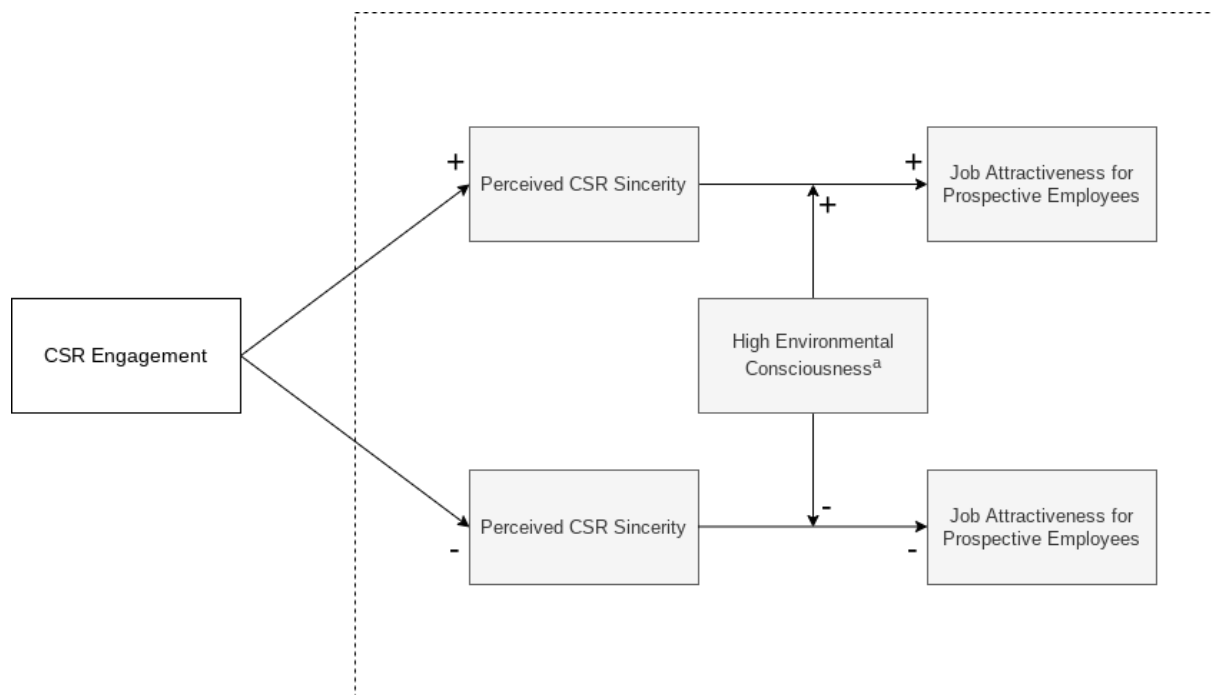 +
Perceived CSR Sincerity
+
Job Attractiveness for
Prospective Employees
+
CSR Engagement
High Environmental
Consciousnessᵃ
-
Perceived CSR Sincerity
-
Job Attractiveness for
Prospective Employees
-